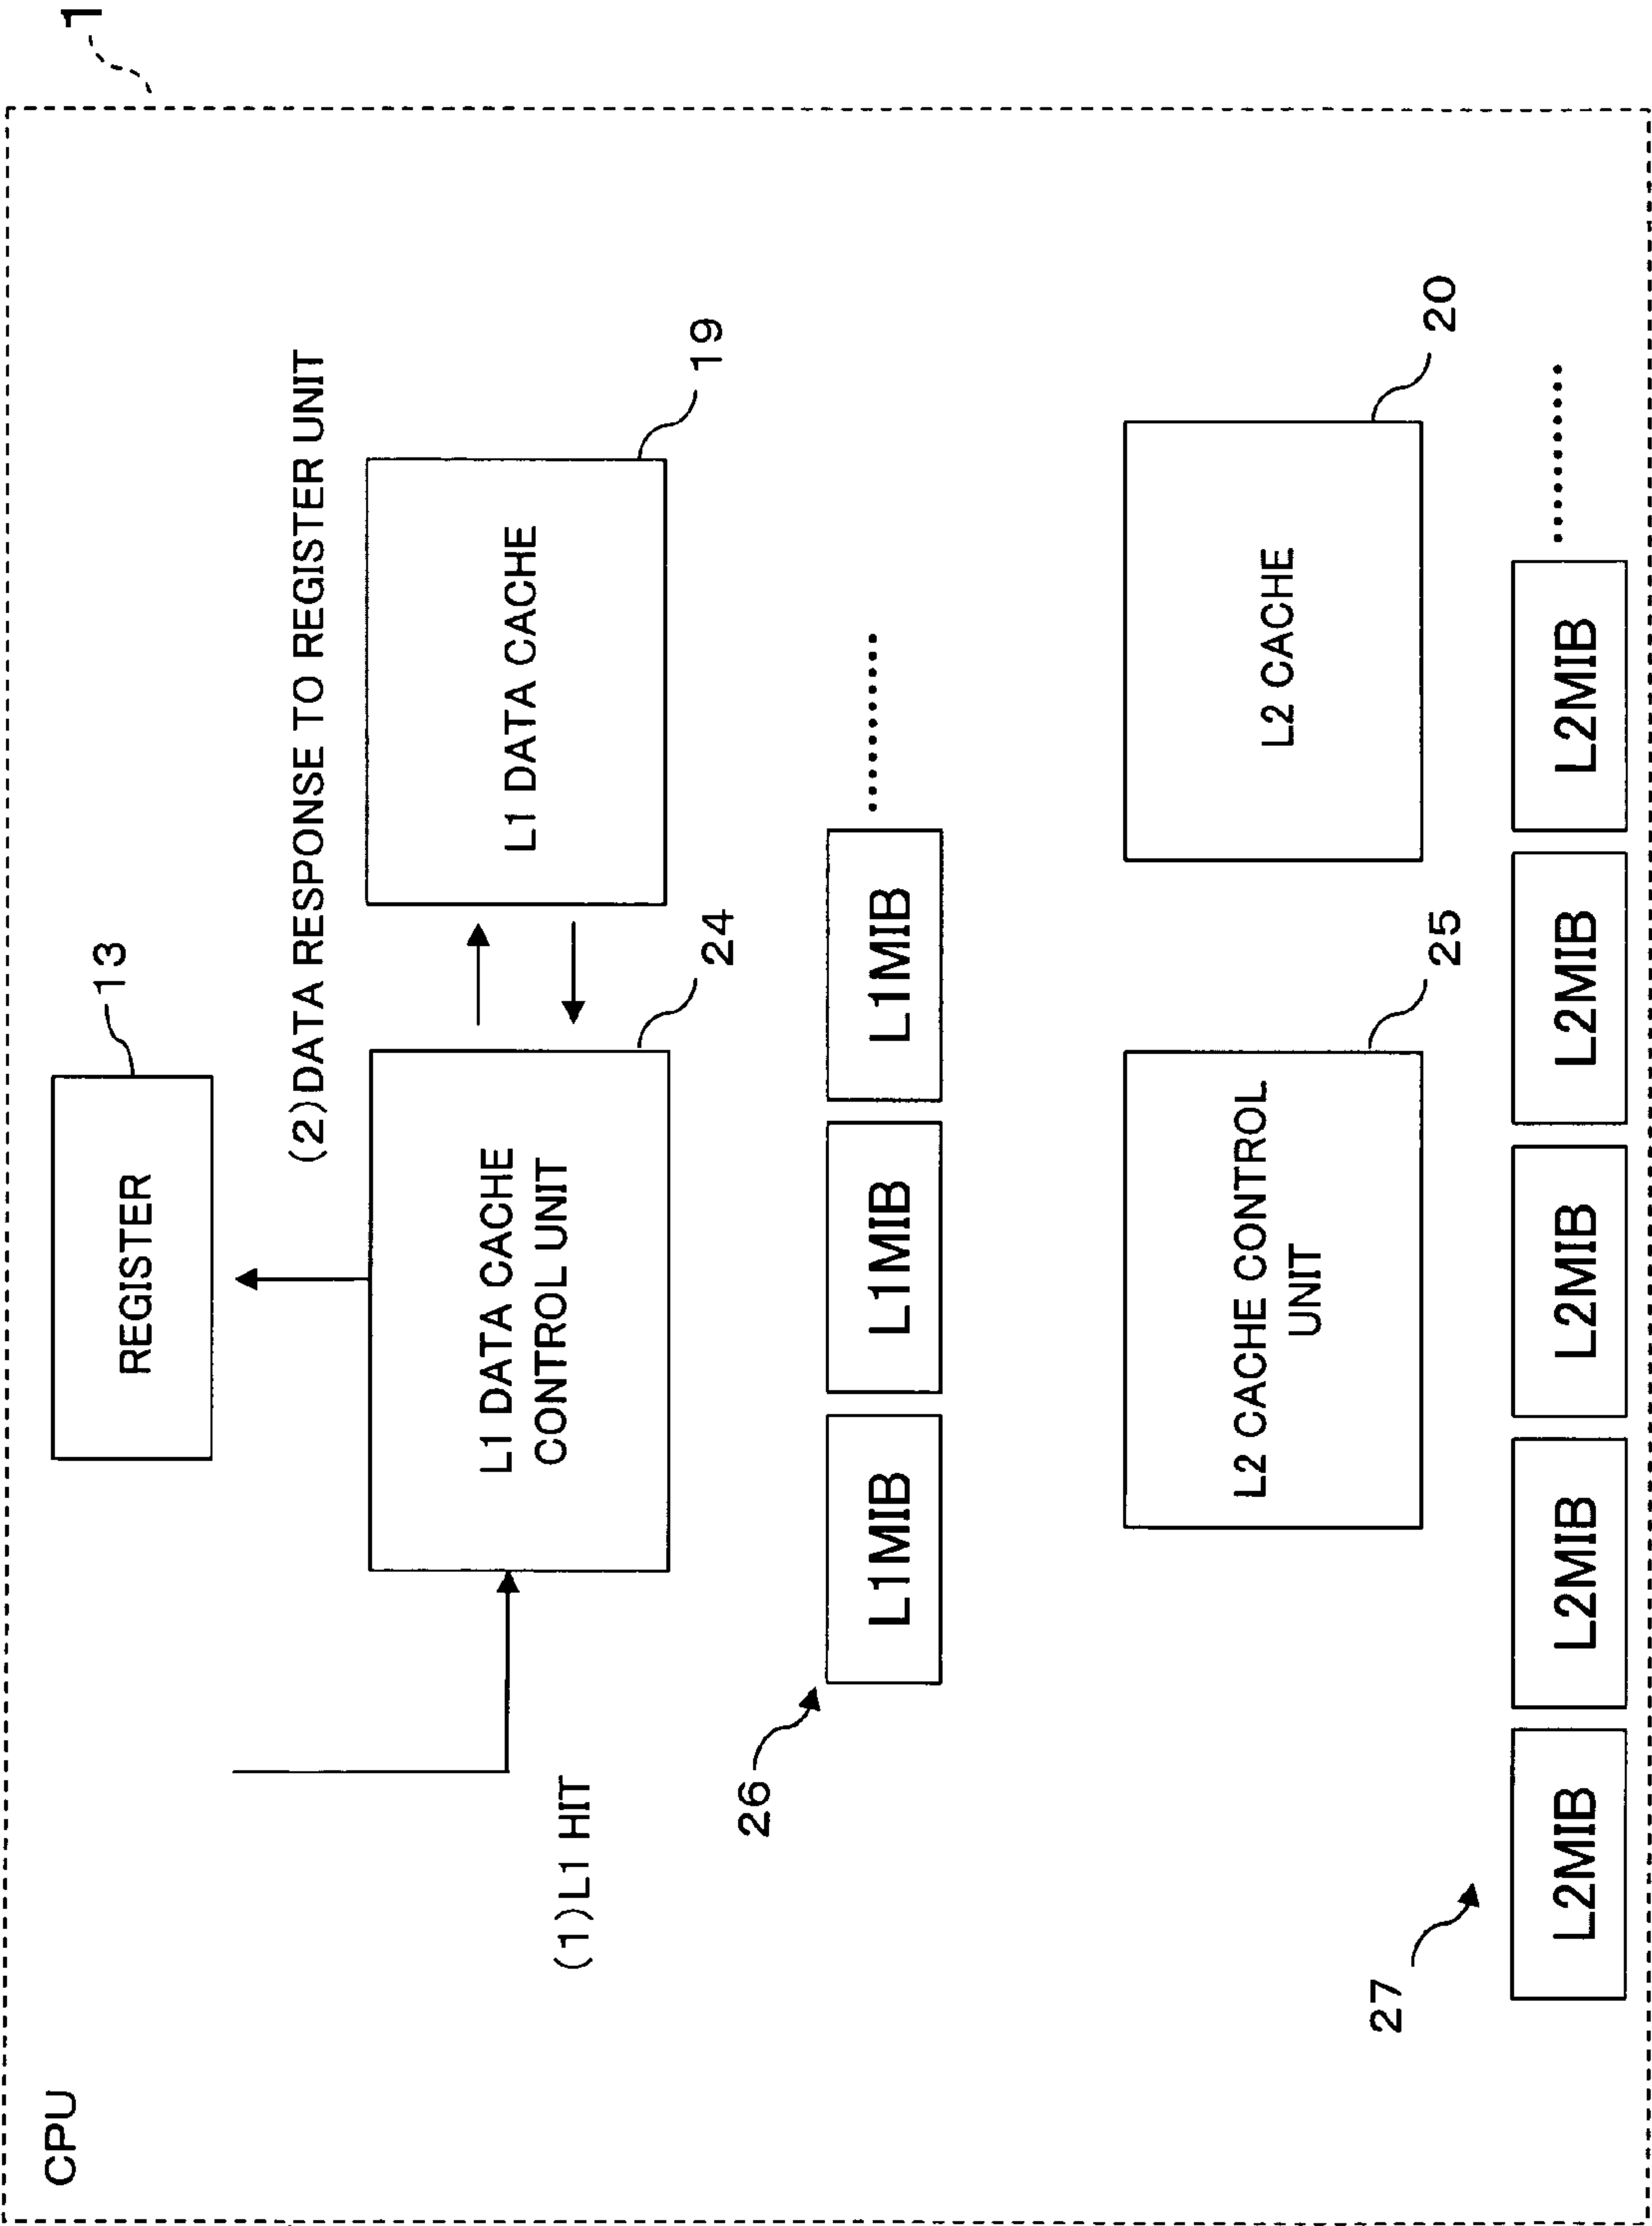 1
CPU
REGISTER
13
(2)DATA RESPONSE TO REGISTER UNIT
(1)L1 HIT
L1 DATA CACHE
CONTROL UNIT
24
L1 DATA CACHE
19
26
L1MIB
L1MIB
L1MIB
..........
L2 CACHE CONTROL
UNIT
25
L2 CACHE
20
27
L2MIB
L2MIB
L2MIB
L2MIB
L2MIB
..........